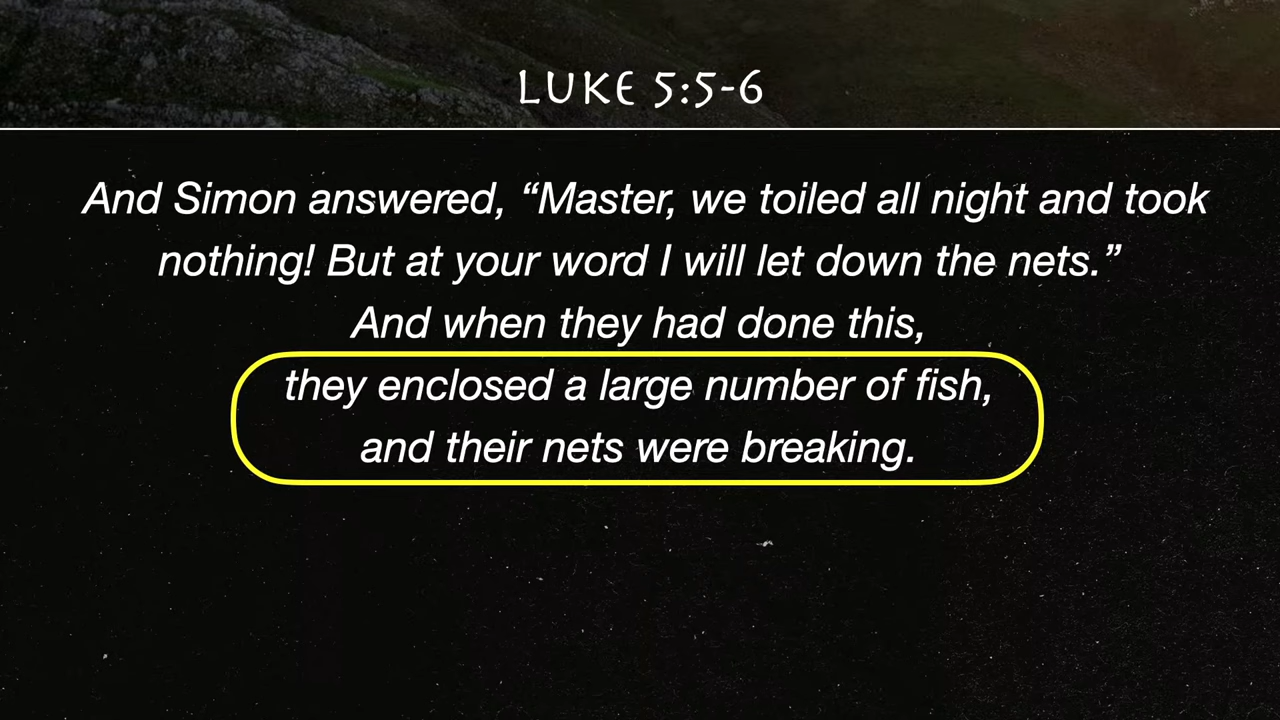 LUKE 5:5-6
And Simon answered, “Master, we toiled all night and took
nothing! But at your word I will let down the nets.”
And when they had done this,
they enclosed a large number of fish,
and their nets were breaking.